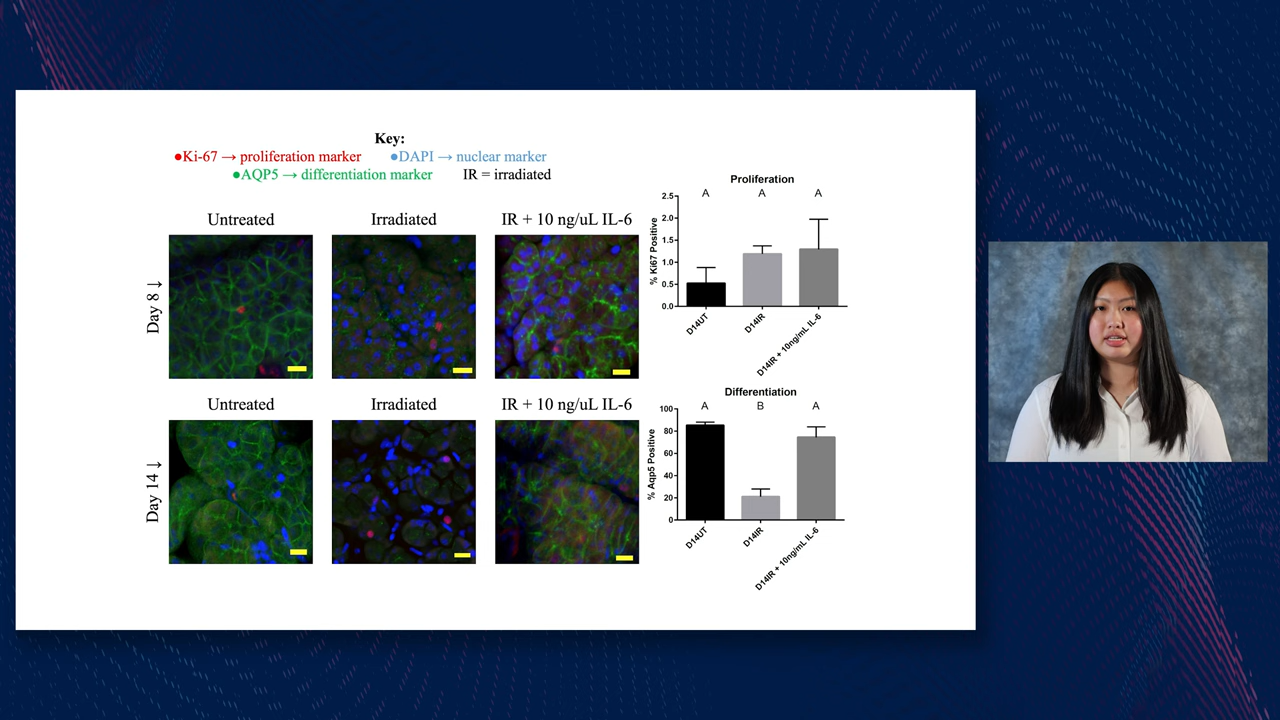 Key:
●Ki-67 → proliferation marker ●DAPI → nuclear marker
●AQP5 → differentiation marker IR = irradiated
Untreated Irradiated IR + 10 ng/uL IL-6
Day 8 ↓
Untreated Irradiated IR + 10 ng/uL IL-6
Day 14 ↓
Proliferation
A A A
% Ki67 Positive
2.5
2.0
1.5
1.0
0.5
0.0
D14UT
D14IR
D14IR + 10ng/mL IL-6
Differentiation
A B A
% Aqp5 Positive
100
80
60
40
20
0
D14UT
D14IR
D14IR + 10ng/mL IL-6